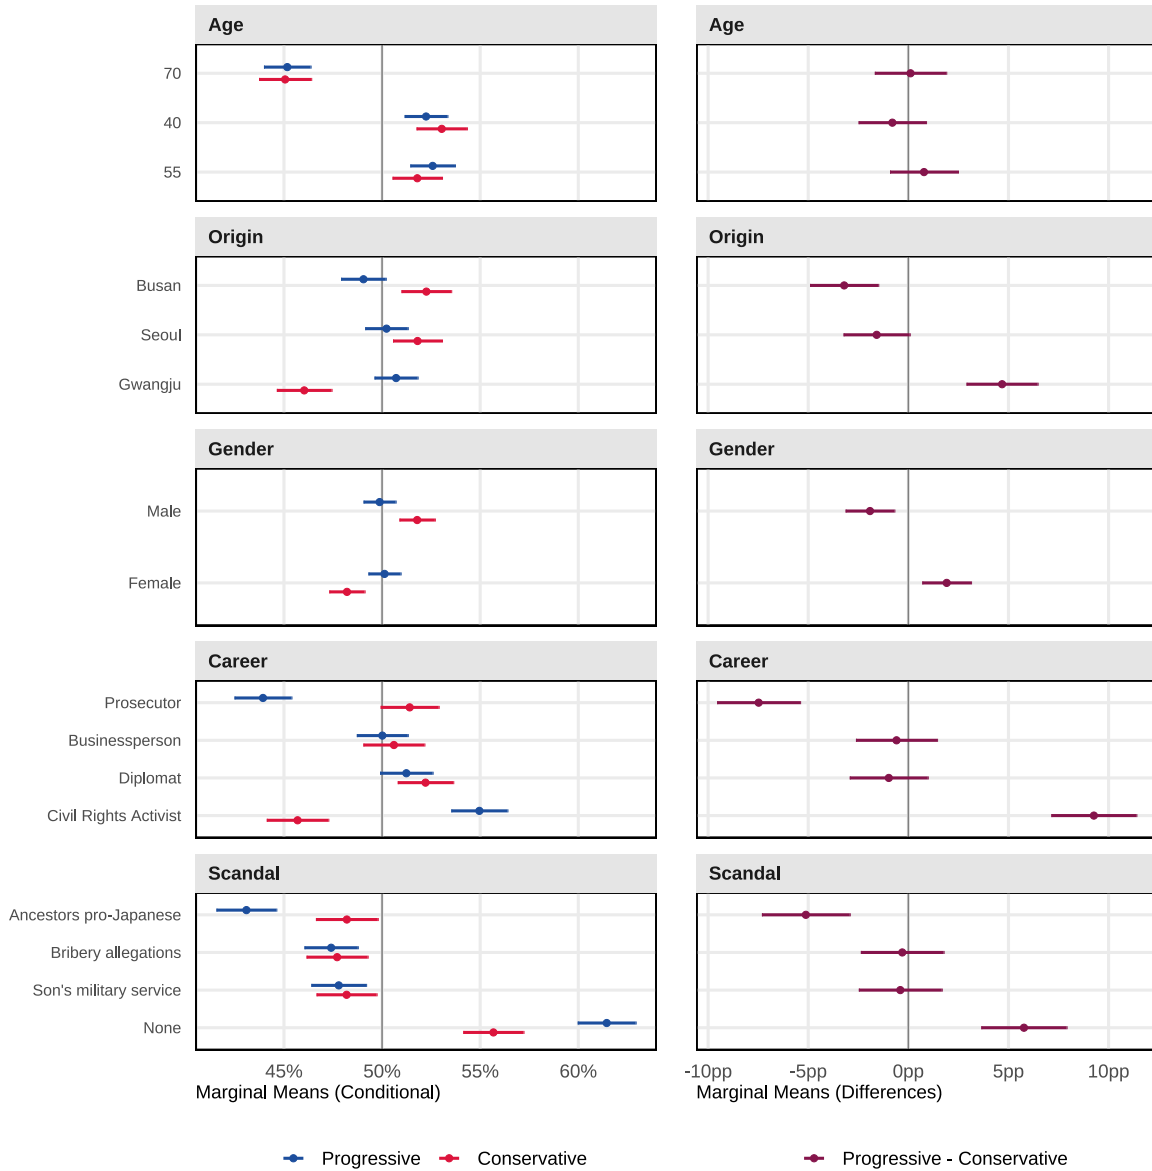 Age
Age
70
40
55
Origin
Origin
Busan
Seoul
Gwangju
Gender
Gender
Male
Female
Career
Career
Prosecutor
Businessperson
Diplomat
Civil Rights Activist
Scandal
Scandal
Ancestors pro-Japanese
Bribery allegations
Son's military service
None
45% 50% 55% 60%
-10pp -5pp 0pp 5pp 10pp
Marginal Means (Conditional)
Marginal Means (Differences)
Progressive Conservative
Progressive - Conservative